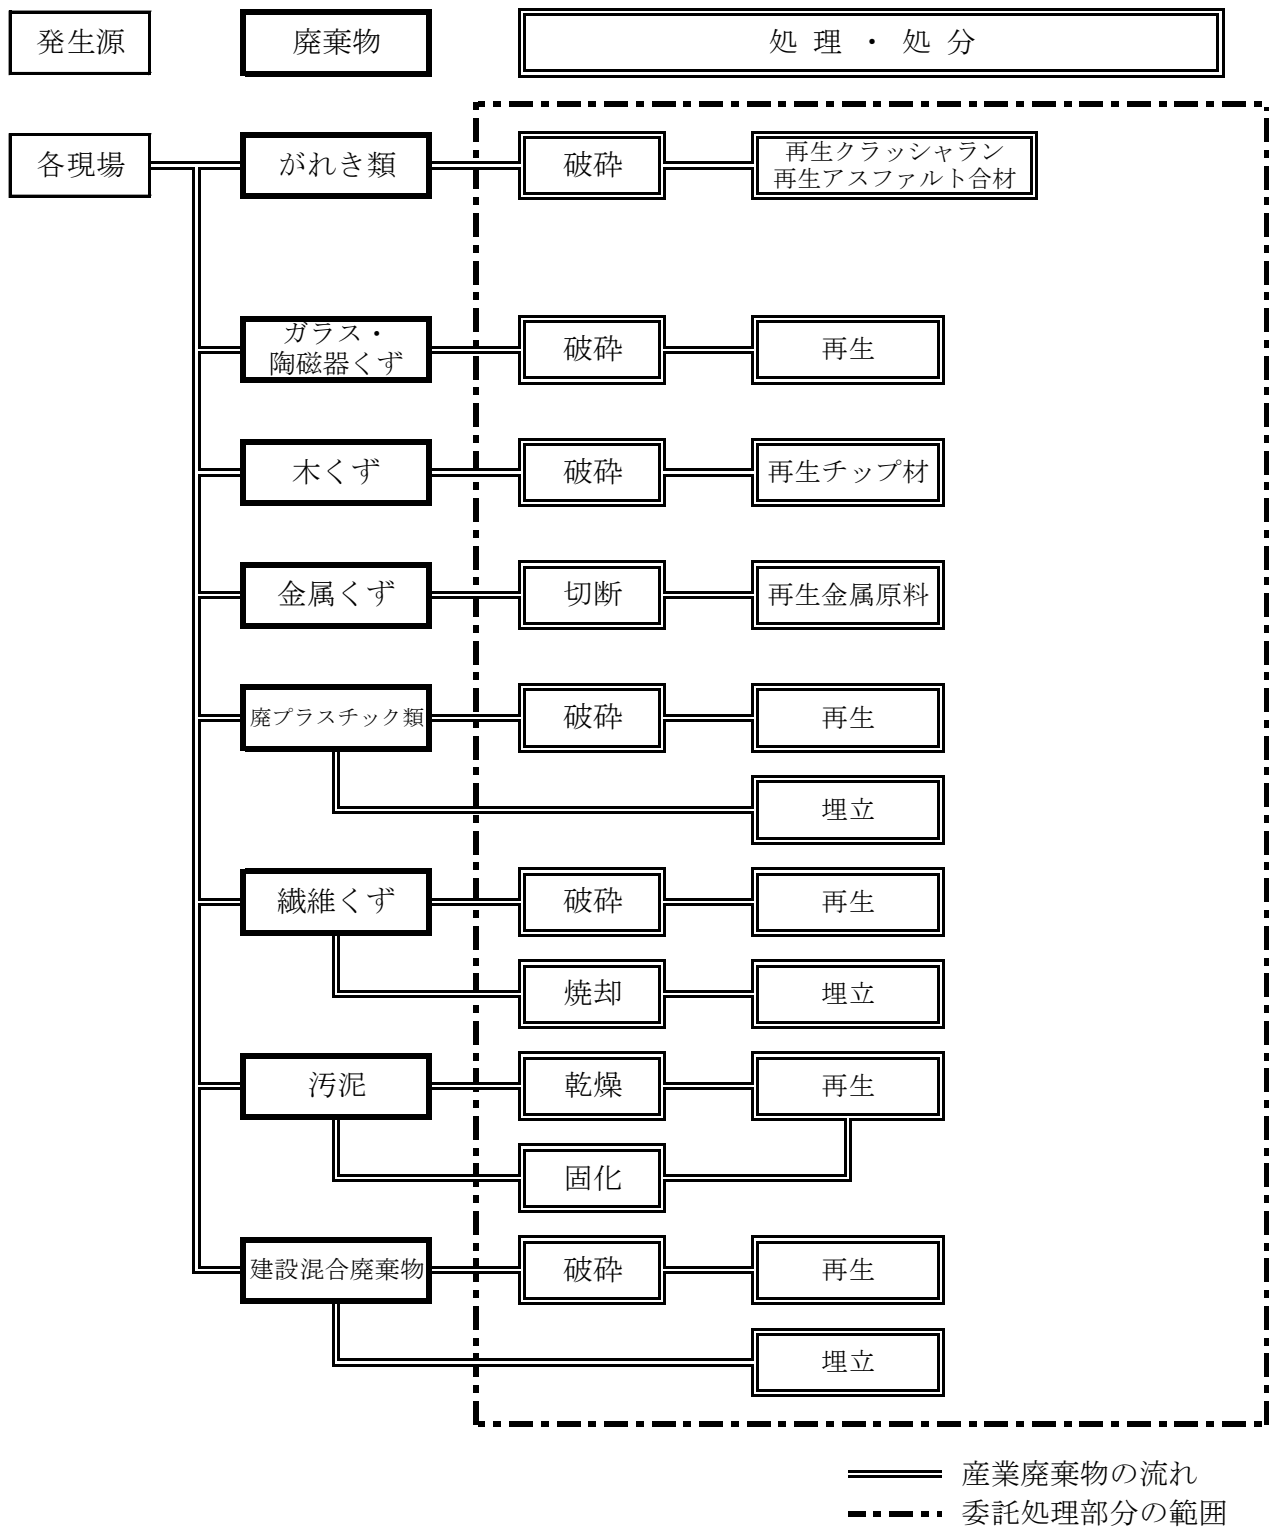 発生源
廃棄物
処理・処分
各現場
がれき類
破砕
再生クラッシャラン
再生アスファルト合材
ガラス・
陶磁器くず
破砕
再生
木くず
破砕
再生チップ材
金属くず
切断
再生金属原料
廃プラスチック類
破砕
再生
埋立
繊維くず
破砕
再生
焼却
埋立
汚泥
乾燥
再生
固化
建設混合廃棄物
破砕
再生
埋立
産業廃棄物の流れ
委託処理部分の範囲